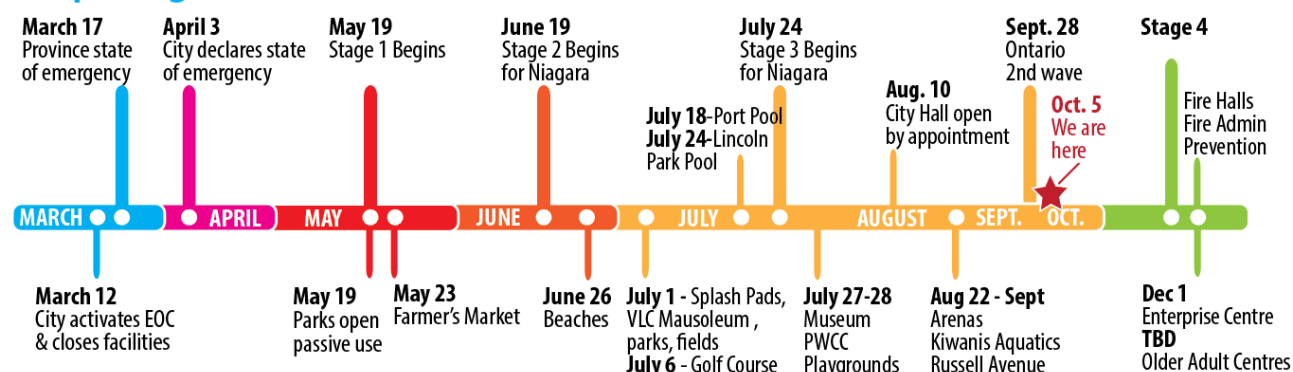 March 17
Province state
of emergency
April 3
City declares state
of emergency
May 19
Stage 1 Begins
June 19
Stage 2 Begins
for Niagara
July 18-Port Pool
July 24-Lincoln
Park Pool
July 24
Stage 3 Begins
for Niagara
Aug. 10
City Hall open
by appointment
Sept. 28
Ontario
2nd wave
Oct. 5
We are
here
Stage 4
Fire Halls
Fire Admin
Prevention
MARCH
APRIL
MAY
JUNE
JULY
AUGUST
SEPT.
OCT.
March 12
City activates EOC
& closes facilities
May 19
Parks open
passive use
May 23
Farmer's Market
June 26
Beaches
July 1 - Splash Pads,
VLC Mausoleum ,
parks, fields
July 6 - Golf Course
July 27-28
Museum
PWCC
Playgrounds
Aug 22 - Sept
Arenas
Kiwanis Aquatics
Russell Avenue
Dec 1
Enterprise Centre
TBD
Older Adult Centres